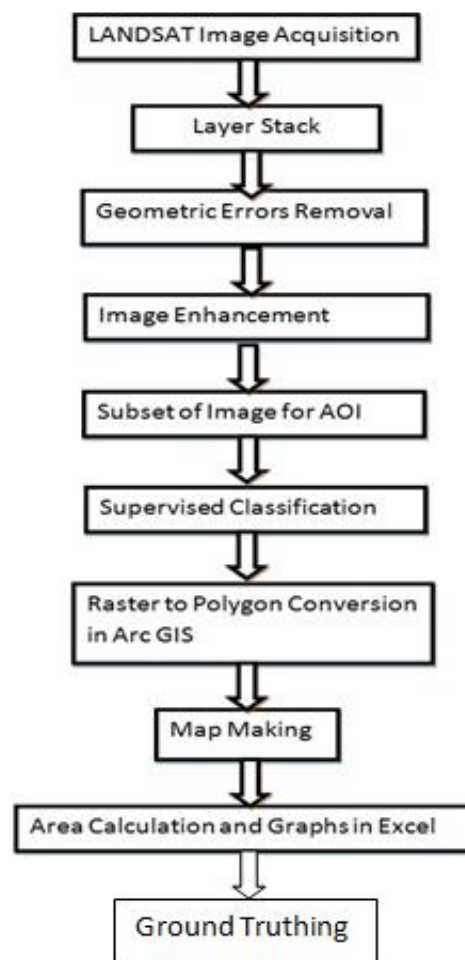 LANDSAT Image Acquisition
Layer Stack
Geometric Errors Removal
Image Enhancement
Subset of Image for AOI
Supervised Classification
Raster to Polygon Conversion
in Arc GIS
Map Making
Area Calculation and Graphs in Excel
Ground Truthing